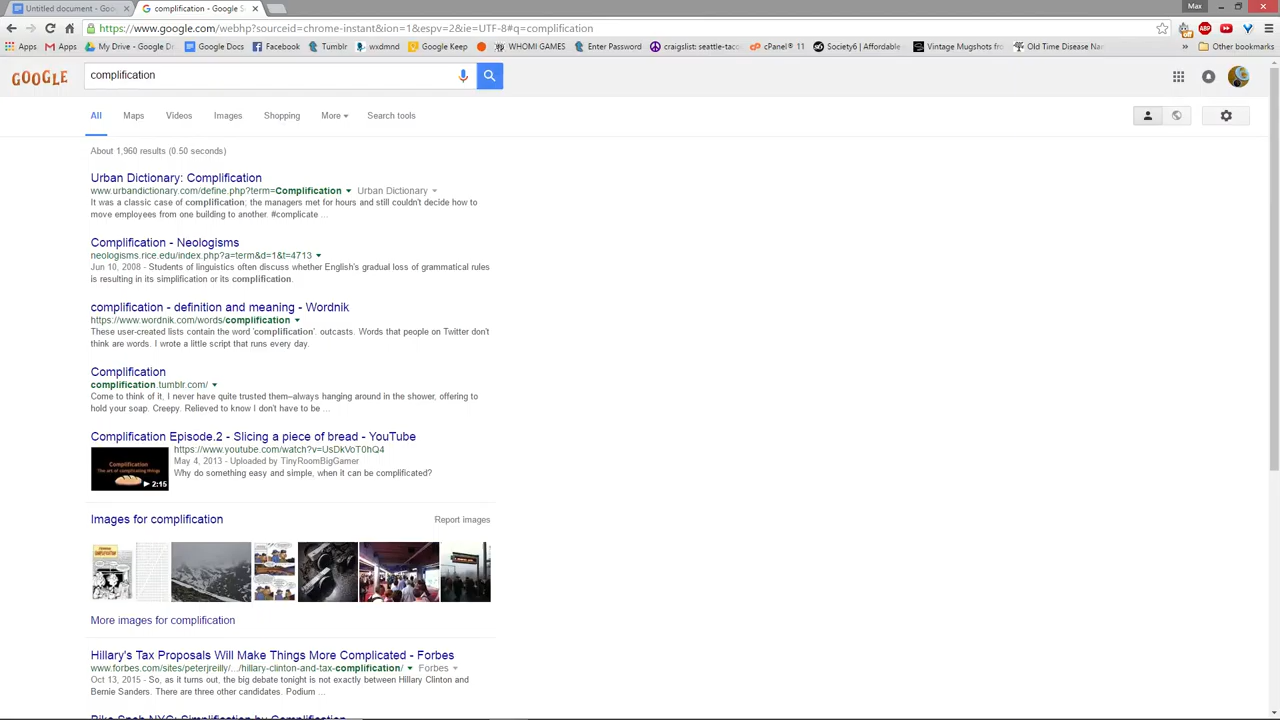 Untitled document - Goo
complification - Google S
Max
https://www.google.com/webhp?sourceid=chrome-instant&ion=1&espv=2&ie=UTF-8#q=complification
Apps
My Drive - Google Dr
Google Docs
Facebook
Tumblr
wxdmnd
Google Keep
WHOMI GAMES
Enter Password
craigslist: seattle-taco
cPanel® 11
Society6 | Affordable
Vintage Mugshots fro
Old Time Disease Nam
»
Other bookmarks
GOOGLE
complification
All
Maps
Videos
Images
Shopping
More
Search tools
About 1,960 results (0.50 seconds)
Urban Dictionary: Complification
www.urbandictionary.com/define.php?term=Complification
Urban Dictionary
It was a classic case of complification; the managers met for hours and still couldn't decide how to
move employees from one building to another. #complicate ...
Complification - Neologisms
neologisms.rice.edu/index.php?a=term&d=1&t=4713
Jun 10, 2008 - Students of linguistics often discuss whether English's gradual loss of grammatical rules
is resulting in its simplification or its complification.
complification - definition and meaning - Wordnik
https://www.wordnik.com/words/complification
These user-created lists contain the word 'complification'. outcasts. Words that people on Twitter don't
think are words. I wrote a little script that runs every day.
Complification
complification.tumblr.com/
Come to think of it, I never have quite trusted them–always hanging around in the shower, offering to
hold your soap. Creepy. Relieved to know I don't have to be ...
Complification Episode.2 - Slicing a piece of bread - YouTube
https://www.youtube.com/watch?v=UsDkVoT0hQ4
May 4, 2013 - Uploaded by TinyRoomBigGamer
Why do something easy and simple, when it can be complificated?
Complification
The art of complicating things
2:15
Images for complification
Report images
More images for complification
Hillary's Tax Proposals Will Make Things More Complicated - Forbes
www.forbes.com/sites/peterjreilly/.../hillary-clinton-and-tax-complification/
Forbes
Oct 13, 2015 - So, as it turns out, the big debate tonight is not exactly between Hillary Clinton and
Bernie Sanders. There are three other candidates. Podium ...
Bike Snob NYC: Simplification by Complification